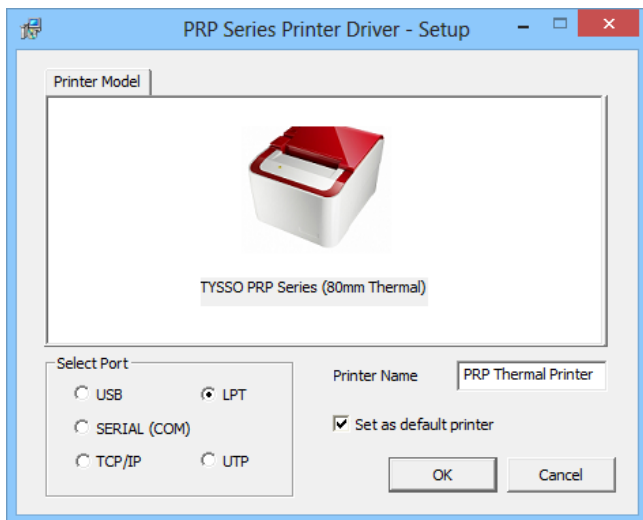 PRP Series Printer Driver - Setup
Printer Model
TYSSO PRP Series (80mm Thermal)
Select Port
USB
LPT
SERIAL (COM)
TCP/IP
UTP
Printer Name
PRP Thermal Printer
Set as default printer
OK
Cancel